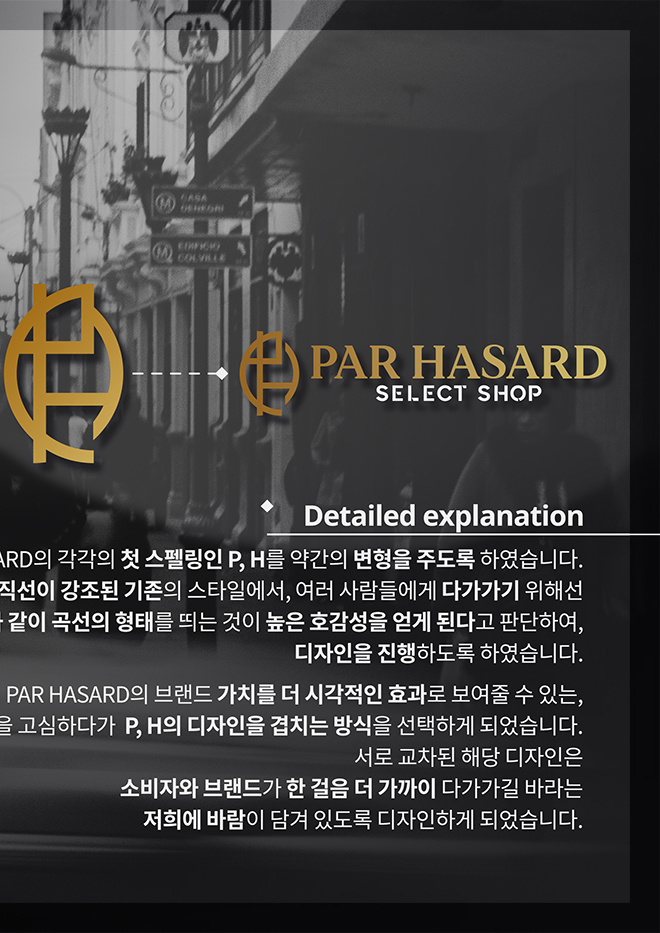 CASA
DENEGRI
EDIFICIO
COLVILLE
PAR HASARD
SELECT SHOP
Detailed explanation
ARD의 각각의 첫 스펠링인 P, H를 약간의 변형을 주도록 하였습니다.
직선이 강조된 기존의 스타일에서, 여러 사람들에게 다가가기 위해선
같이 곡선의 형태를 띄는 것이 높은 호감성을 얻게 된다고 판단하여,
디자인을 진행하도록 하였습니다.
PAR HASARD의 브랜드 가치를 더 시각적인 효과로 보여줄 수 있는,
을 고심하다가 P, H의 디자인을 겹치는 방식을 선택하게 되었습니다.
서로 교차된 해당 디자인은
소비자와 브랜드가 한 걸음 더 가까이 다가가길 바라는
저희에 바람이 담겨 있도록 디자인하게 되었습니다.